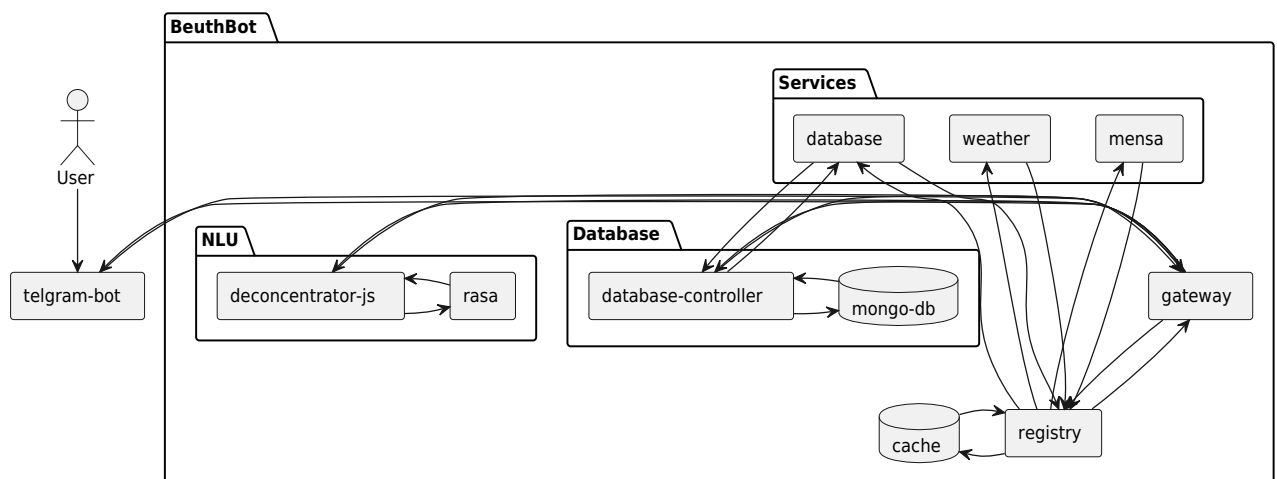 BeuthBot
Services
database
weather
mensa
User
NLU
Database
telgram-bot
deconcentrator-js
rasa
database-controller
mongo-db
gateway
cache
registry